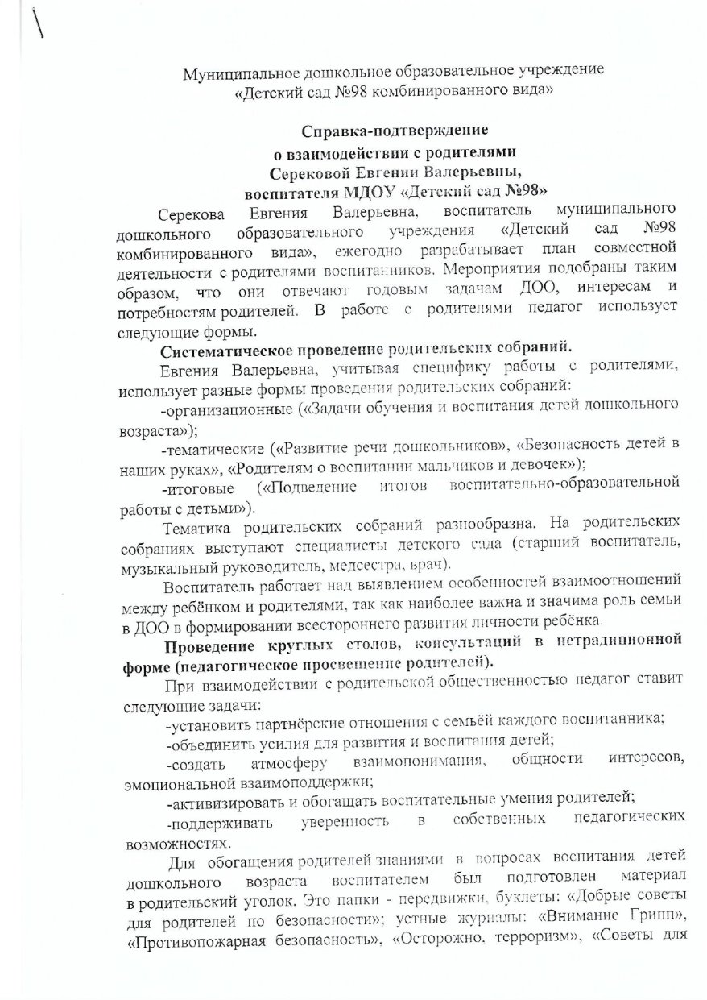 Муниципальное дошкольное образовательное учреждение
«Детский сад №98 комбинированного вида»
Справка-подтверждение
о взаимодействии с родителями
Серековой Евгении Валерьевны,
воспитателя МДОУ «Детский сад №98»
Серекова Евгения Валерьевна, воспитатель муниципального
дошкольного образовательного учреждения «Детский сад №98
комбинированного вида», ежегодно разрабатывает план совместной
деятельности с родителями воспитанников. Мероприятия подобраны таким
образом, что они отвечают годовым задачам ДОО, интересам и
потребностям родителей. В работе с родителями педагог использует
следующие формы.
Систематическое проведение родительских собраний.
Евгения Валерьевна, учитывая специфику работы с родителями,
использует разные формы проведения родительских собраний:
-организационные («Задачи обучения и воспитания детей дошкольного
возраста»);
-тематические («Развитие речи дошкольников», «Безопасность детей в
наших руках», «Родителям о воспитании мальчиков и девочек»);
-итоговые («Подведение итогов воспитательно-образовательной
работы с детьми»).
Тематика родительских собраний разнообразна. На родительских
собраниях выступают специалисты детского сада (старший воспитатель,
музыкальный руководитель, медсестра, врач).
Воспитатель работает над выявлением особенностей взаимоотношений
между ребёнком и родителями, так как наиболее важна и значима роль семьи
в ДОО в формировании всестороннего развития личности ребёнка.
Проведение круглых столов, консультаций в нетрадиционной
форме (педагогическое просвещение родителей).
При взаимодействии с родительской общественностью педагог ставит
следующие задачи:
-установить партнёрские отношения с семьёй каждого воспитанника;
-объединить усилия для развития и воспитания детей;
-создать атмосферу взаимопонимания, общности интересов,
эмоциональной взаимоподдержки;
-активизировать и обогащать воспитательные умения родителей;
-поддерживать уверенность в собственных педагогических
возможностях.
Для обогащения родителей знаниями в вопросах воспитания детей
дошкольного возраста воспитателем был подготовлен материал
в родительский уголок. Это папки - передвижки, буклеты: «Добрые советы
для родителей по безопасности»; устные журналы: «Внимание Грипп»,
«Противопожарная безопасность», «Осторожно, терроризм», «Советы для